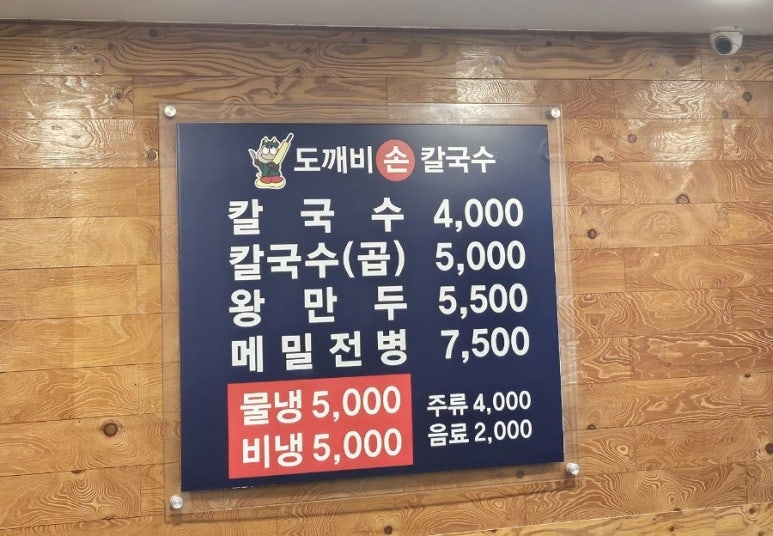 도깨비 손 칼국수
칼국수 4,000
칼국수(곱) 5,000
왕만두 5,500
메밀전병 7,500
물냉 5,000
비냉 5,000
주류 4,000
음료 2,000